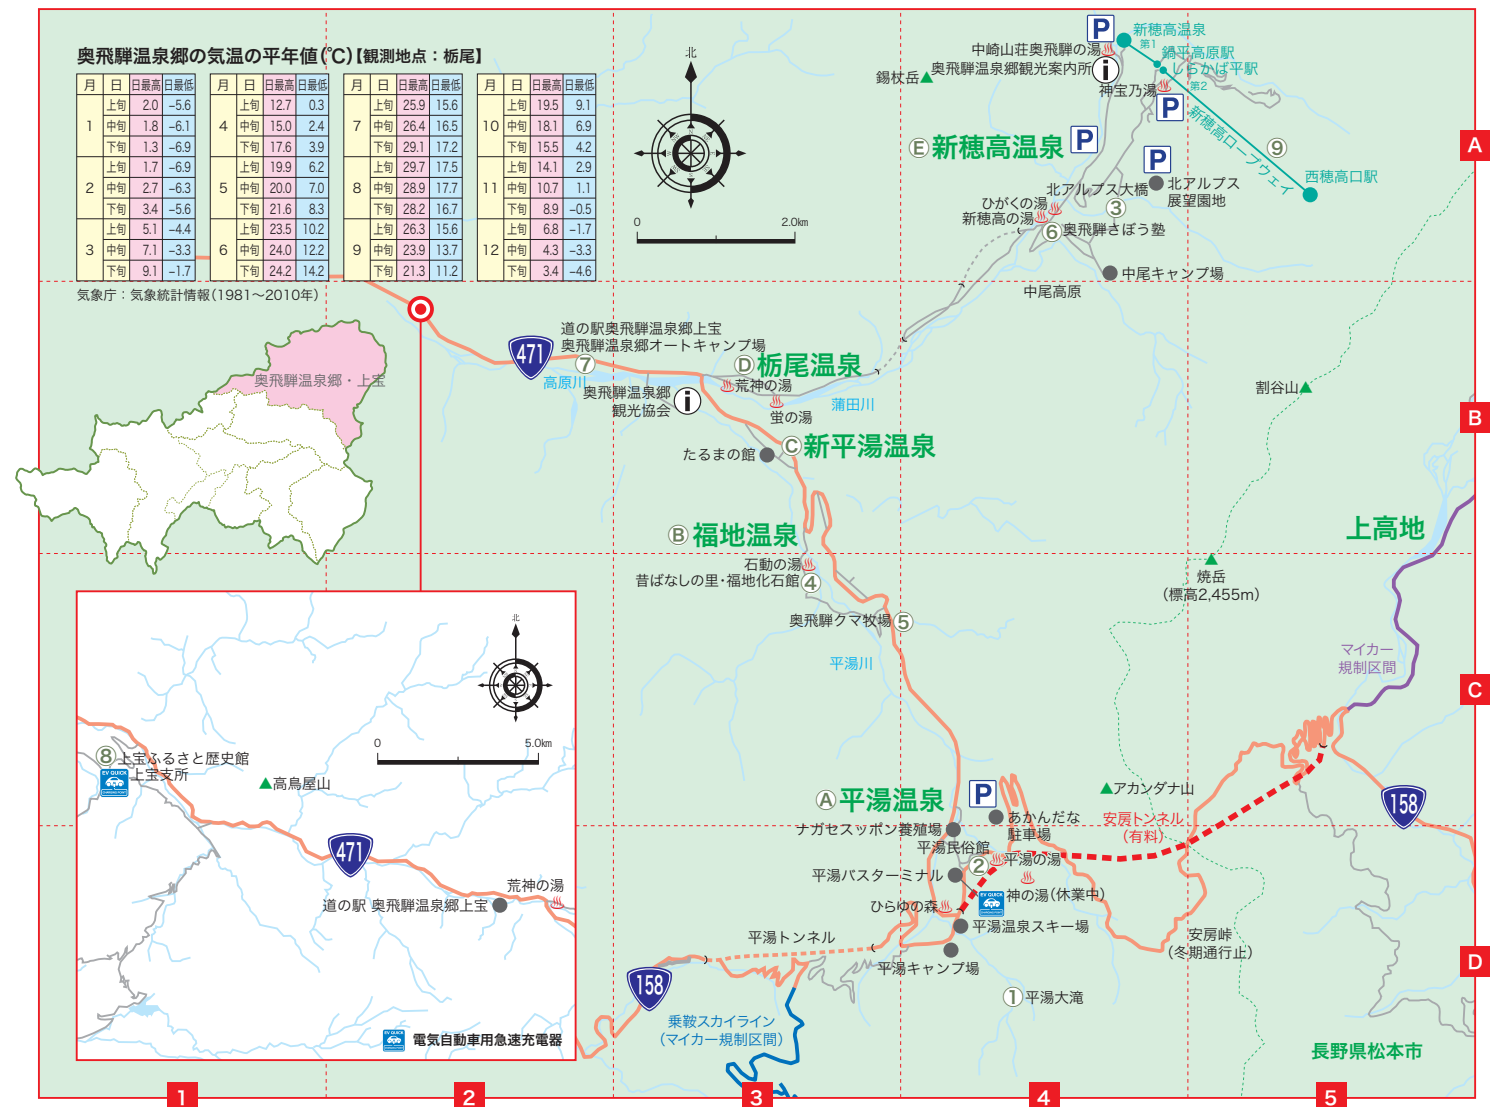 奥飛騨温泉郷の気温の平年値(℃)【観測地点：栃尾】
月 日 日最高 日最低
1 上旬 2.0 −5.6
中旬 1.8 −6.1
下旬 1.3 −6.9
2 上旬 1.7 −6.9
中旬 2.7 −6.3
下旬 3.4 −5.6
3 上旬 5.1 −4.4
中旬 7.1 −3.3
下旬 9.1 −1.7
月 日 日最高 日最低
4 上旬 12.7 0.3
中旬 15.0 2.4
下旬 17.6 3.9
5 上旬 19.9 6.2
中旬 20.0 7.0
下旬 21.6 8.3
6 上旬 23.5 10.2
中旬 24.0 12.2
下旬 24.2 14.2
月 日 日最高 日最低
7 上旬 25.9 15.6
中旬 26.4 16.5
下旬 29.1 17.2
8 上旬 29.7 17.5
中旬 28.9 17.7
下旬 28.2 16.7
9 上旬 26.3 15.6
中旬 23.9 13.7
下旬 21.3 11.2
月 日 日最高 日最低
10 上旬 19.5 9.1
中旬 18.1 6.9
下旬 15.5 4.2
11 上旬 14.1 2.9
中旬 10.7 1.1
下旬 8.9 −0.5
12 上旬 6.8 −1.7
中旬 4.3 −3.3
下旬 3.4 −4.6
気象庁：気象統計情報(1981〜2010年)
北
0 2.0km
P
新穂高温泉
第1
中崎山荘奥飛騨の湯
鍋平高原駅
しらかば平駅
奥飛騨温泉郷観光案内所
i
錫杖岳
神宝乃湯
第2
P
新穂高ロープウェイ
9
A
E 新穂高温泉
P
P
西穂高口駅
北アルプス大橋
北アルプス
展望園地
ひがくの湯
3
新穂高の湯
6 奥飛騨さぼう塾
中尾キャンプ場
中尾高原
道の駅奥飛騨温泉郷上宝
奥飛騨温泉郷オートキャンプ場
471
7
D 栃尾温泉
奥飛騨温泉郷・上宝
高原川
荒神の湯
奥飛騨温泉郷
観光協会
i
蛍の湯
蒲田川
割谷山
B
C 新平湯温泉
たるまの館
B 福地温泉
上高地
石動の湯
昔ばなしの里・福地化石館
4
焼岳
(標高2,455m)
奥飛騨クマ牧場 5
平湯川
マイカー
規制区間
C
北
0 5.0km
8 上宝ふるさと歴史館
EV QUICK
上宝支所
高鳥屋山
471
荒神の湯
道の駅 奥飛騨温泉郷上宝
EV QUICK
電気自動車用急速充電器
A 平湯温泉
P
アカンダナ山
158
ナガセスッポン養殖場
あかんだな
駐車場
安房トンネル
(有料)
平湯民俗館
2 平湯の湯
平湯バスターミナル
EV QUICK
神の湯(休業中)
ひらゆの森
平湯温泉スキー場
平湯トンネル
安房峠
(冬期通行止)
D
平湯キャンプ場
158
1 平湯大滝
乗鞍スカイライン
(マイカー規制区間)
長野県松本市
1 2 3 4 5